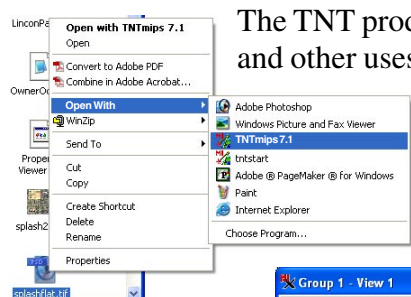 LinconPa
The TNT prod
and other uses
Open with TNTmips 7.1
Open
Convert to Adobe PDF
Combine in Adobe Acrobat...
OwnerOc
Open With
WinZip
Send To
Cut
Copy
Create Shortcut
Delete
Rename
Properties
Adobe Photoshop
Windows Picture and Fax Viewer
TNTmips 7.1
tntstart
Adobe ® PageMaker ® for Windows
Paint
Internet Explorer
Choose Program...
Proper
Viewer
splash2
splashflat.tif
Group 1 - View 1